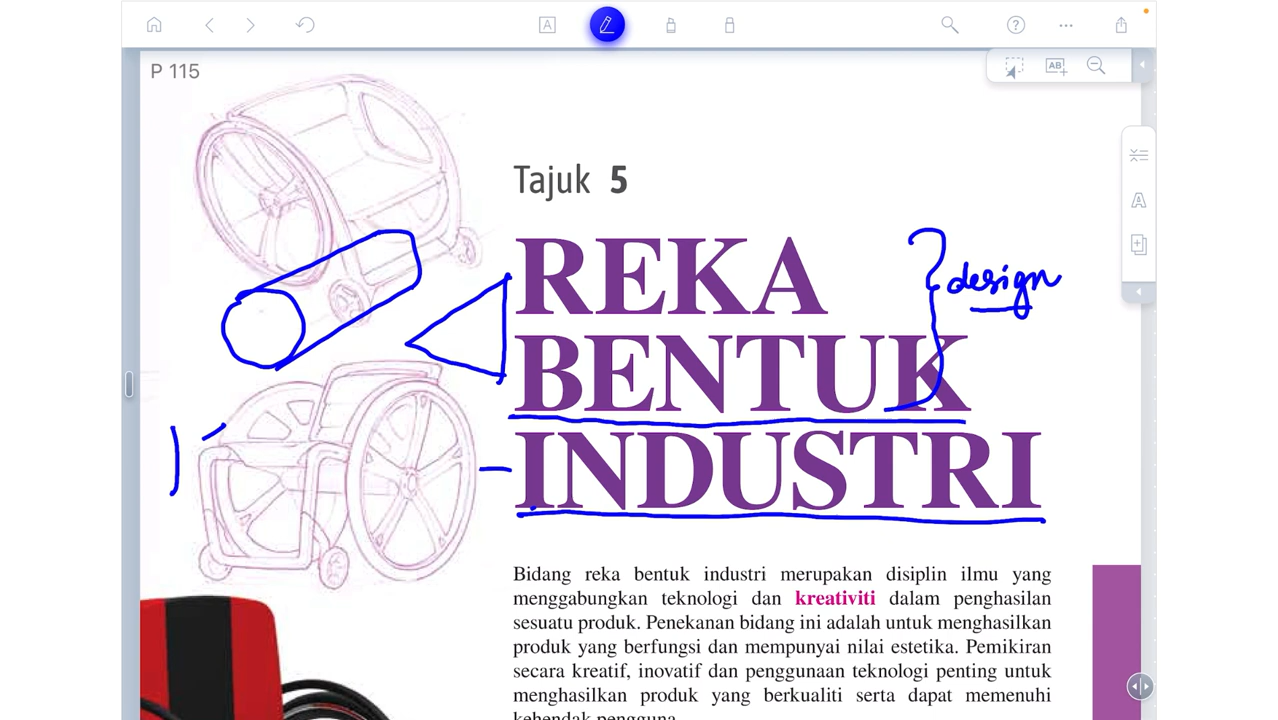 P 115
Tajuk 5
REKA
BENTUK
INDUSTRI
design
Bidang reka bentuk industri merupakan disiplin ilmu yang
menggabungkan teknologi dan kreativiti dalam penghasilan
sesuatu produk. Penekanan bidang ini adalah untuk menghasilkan
produk yang berfungsi dan mempunyai nilai estetika. Pemikiran
secara kreatif, inovatif dan penggunaan teknologi penting untuk
menghasilkan produk yang berkualiti serta dapat memenuhi
kehendak pengguna.